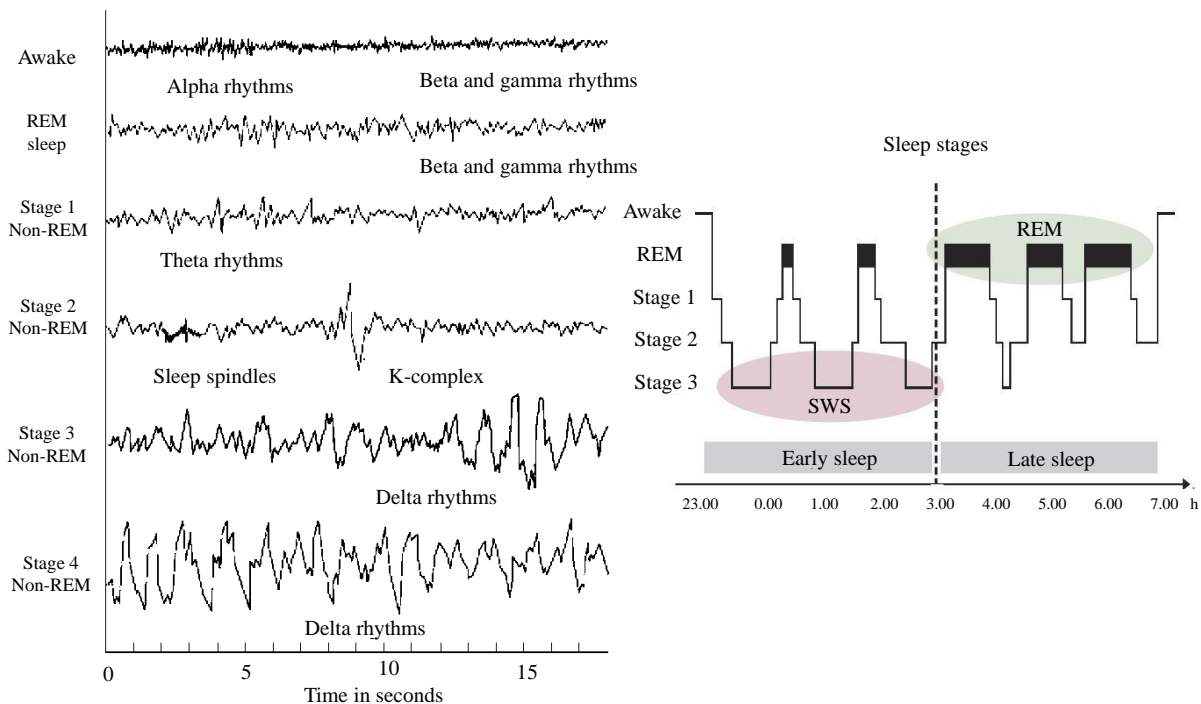 Awake
Alpha rhythms
Beta and gamma rhythms
REM
sleep
Beta and gamma rhythms
Stage 1
Non-REM
Theta rhythms
Stage 2
Non-REM
Sleep spindles
K-complex
Stage 3
Non-REM
Delta rhythms
Stage 4
Non-REM
Delta rhythms
0 5 10 15
Time in seconds
Sleep stages
Awake
REM
REM
Stage 1
Stage 2
Stage 3
SWS
Early sleep
Late sleep
23.00 0.00 1.00 2.00 3.00 4.00 5.00 6.00 7.00 h